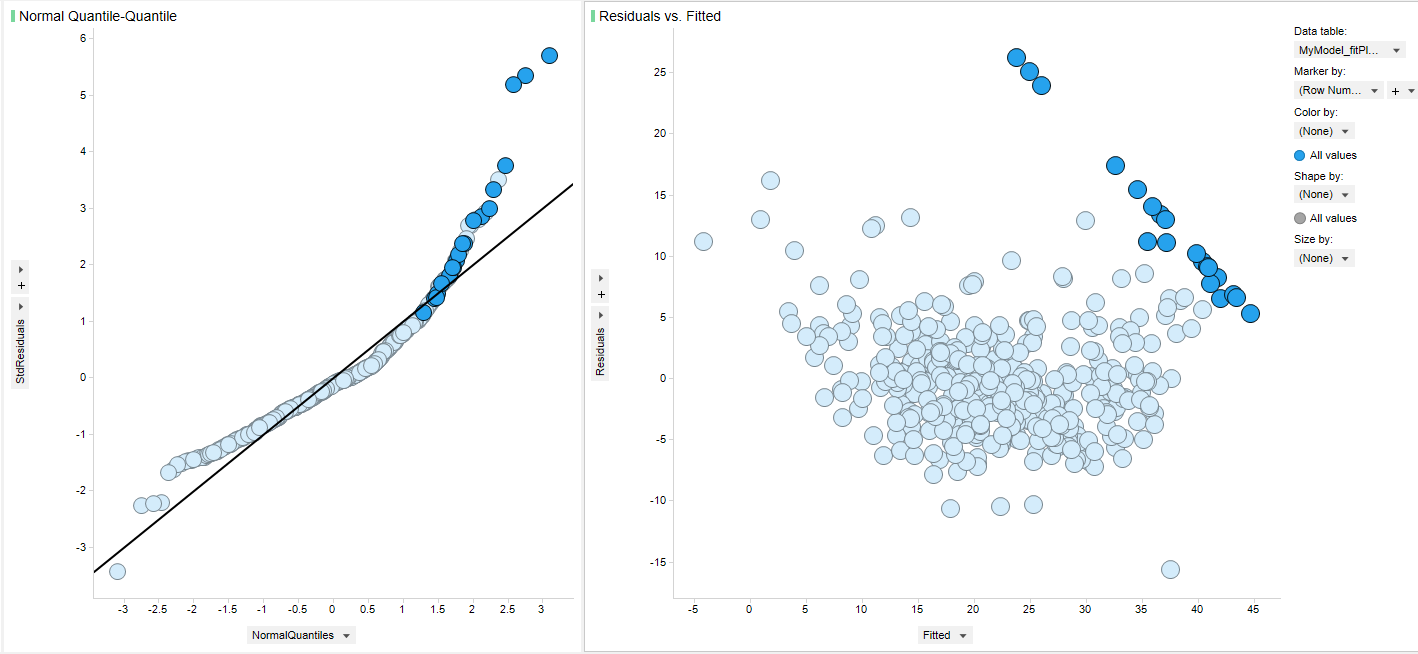 Normal Quantile-Quantile
6
5
4
3
2
1
0
-1
-2
-3
StdResiduals
+
-3
-2.5
-2
-1.5
-1
-0.5
0
0.5
1
1.5
2
2.5
3
NormalQuantiles
Residuals vs. Fitted
25
20
15
10
5
0
-5
-10
-15
Residuals
+
-5
0
5
10
15
20
25
30
35
40
45
Fitted
Data table:
MyModel_fitPl...
Marker by:
(Row Num... +
Color by:
(None)
All values
Shape by:
(None)
All values
Size by:
(None)